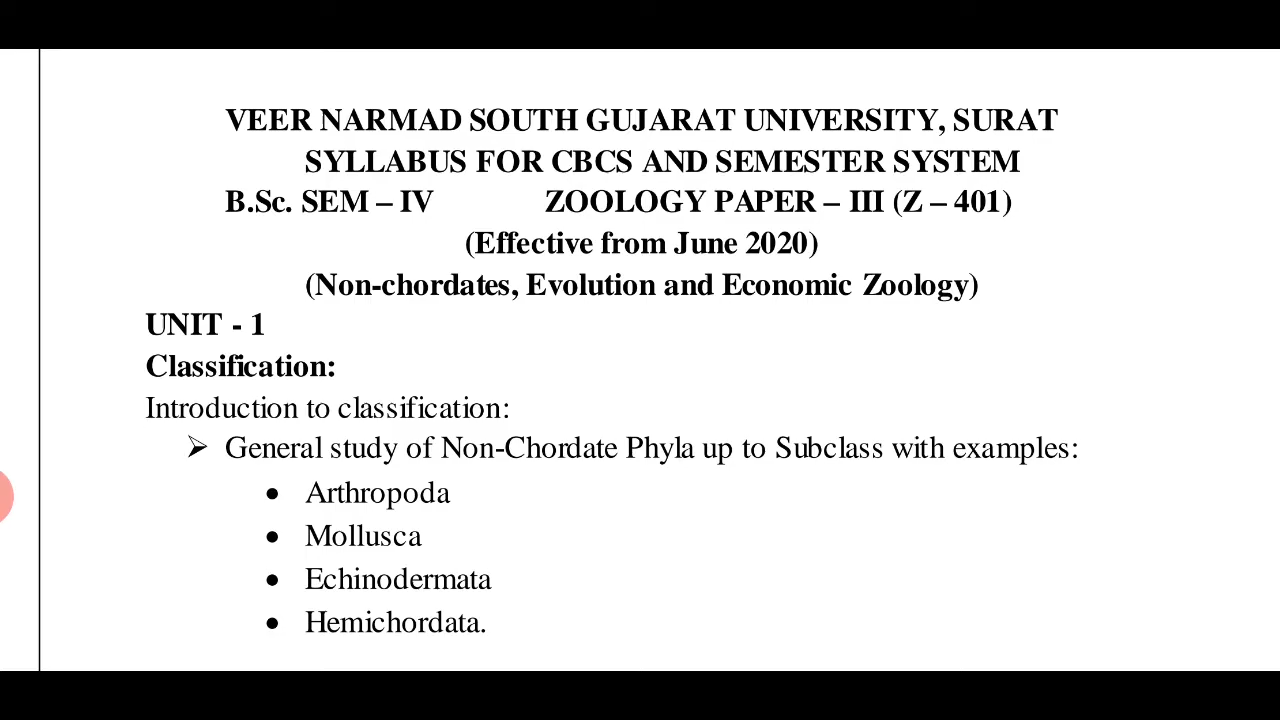 VEER NARMAD SOUTH GUJARAT UNIVERSITY, SURAT
SYLLABUS FOR CBCS AND SEMESTER SYSTEM
B.Sc. SEM – IV ZOOLOGY PAPER – III (Z – 401)
(Effective from June 2020)
(Non-chordates, Evolution and Economic Zoology)
UNIT - 1
Classification:
Introduction to classification:
➢ General study of Non-Chordate Phyla up to Subclass with examples:
• Arthropoda
• Mollusca
• Echinodermata
• Hemichordata.